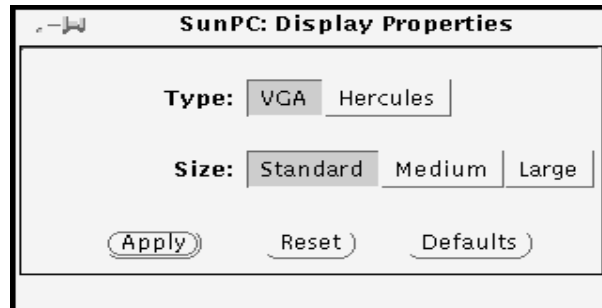 SunPC: Display Properties
Type: VGA Hercules
Size: Standard Medium Large
Apply Reset Defaults